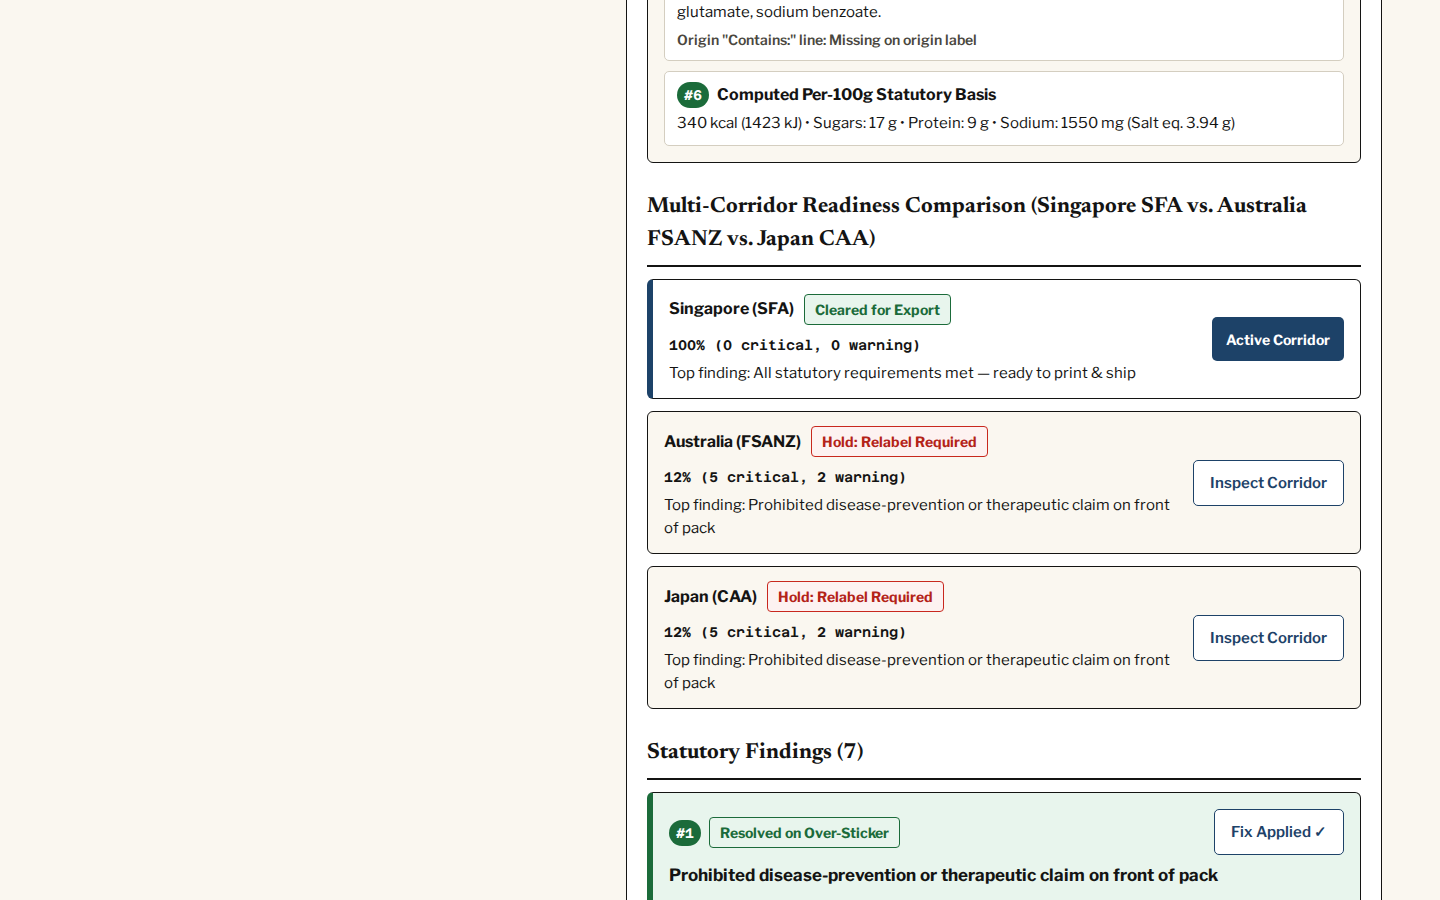 glutamate, sodium benzoate.
Origin "Contains:" line: Missing on origin label
#6 Computed Per-100g Statutory Basis
340 kcal (1423 kJ) • Sugars: 17 g • Protein: 9 g • Sodium: 1550 mg (Salt eq. 3.94 g)
Multi-Corridor Readiness Comparison (Singapore SFA vs. Australia
FSANZ vs. Japan CAA)
Singapore (SFA) Cleared for Export
100% (0 critical, 0 warning)
Top finding: All statutory requirements met — ready to print & ship
Active Corridor
Australia (FSANZ) Hold: Relabel Required
12% (5 critical, 2 warning)
Top finding: Prohibited disease-prevention or therapeutic claim on front
of pack
Inspect Corridor
Japan (CAA) Hold: Relabel Required
12% (5 critical, 2 warning)
Top finding: Prohibited disease-prevention or therapeutic claim on front
of pack
Inspect Corridor
Statutory Findings (7)
#1 Resolved on Over-Sticker
Fix Applied ✓
Prohibited disease-prevention or therapeutic claim on front of pack